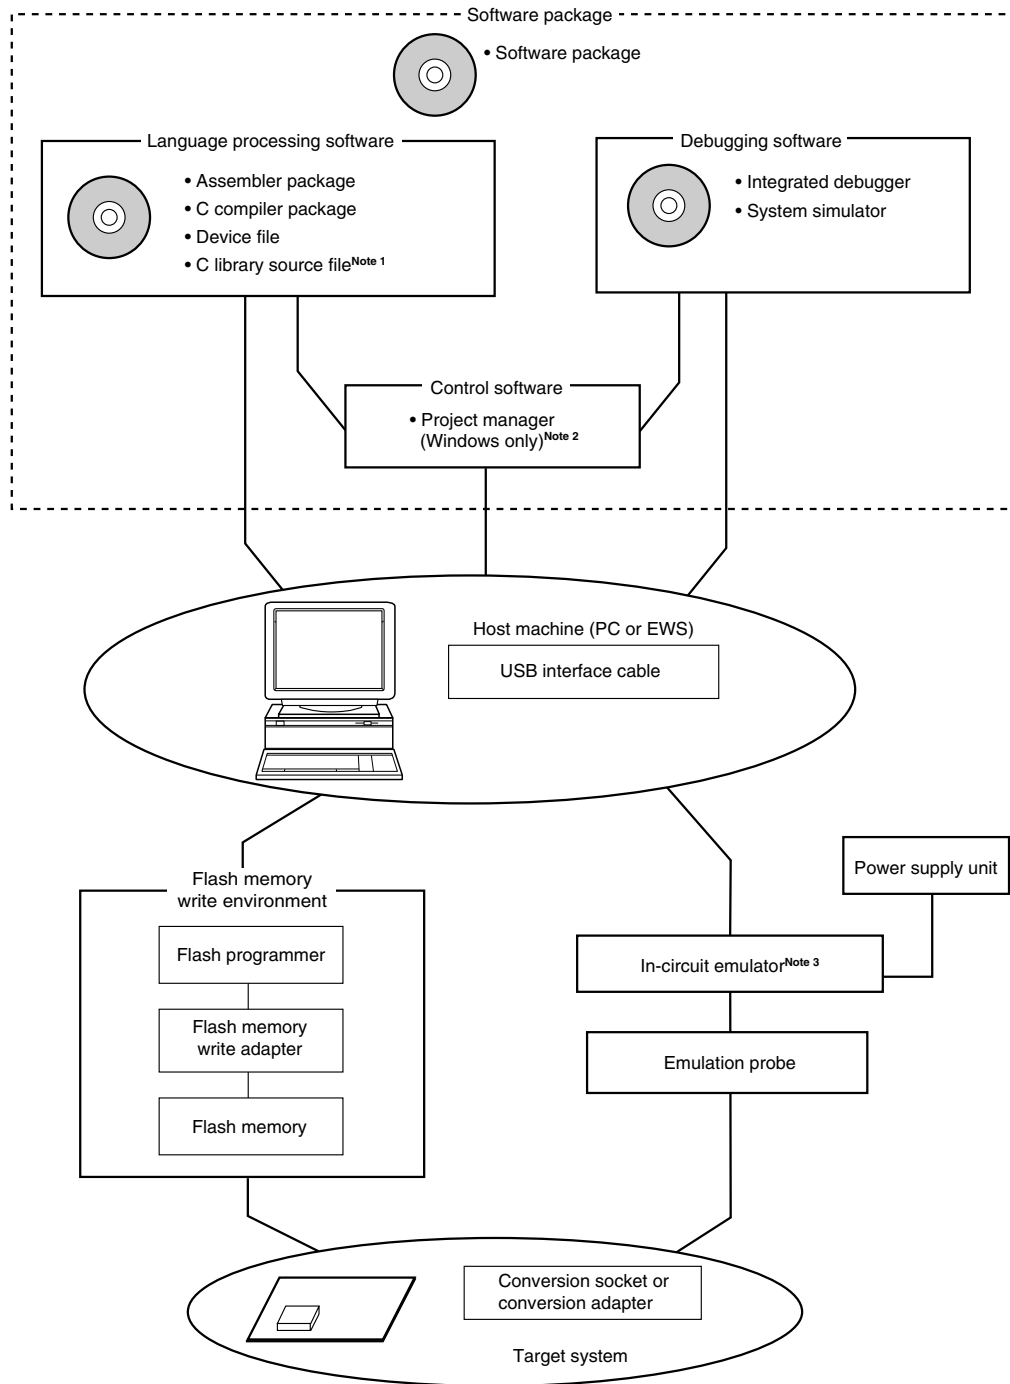 Software package
• Software package
Language processing software
• Assembler package
• C compiler package
• Device file
• C library source fileNote 1
Debugging software
• Integrated debugger
• System simulator
Control software
• Project manager
(Windows only)Note 2
Host machine (PC or EWS)
USB interface cable
Flash memory
write environment
Flash programmer
Flash memory
write adapter
Flash memory
Power supply unit
In-circuit emulatorNote 3
Emulation probe
Conversion socket or
conversion adapter
Target system